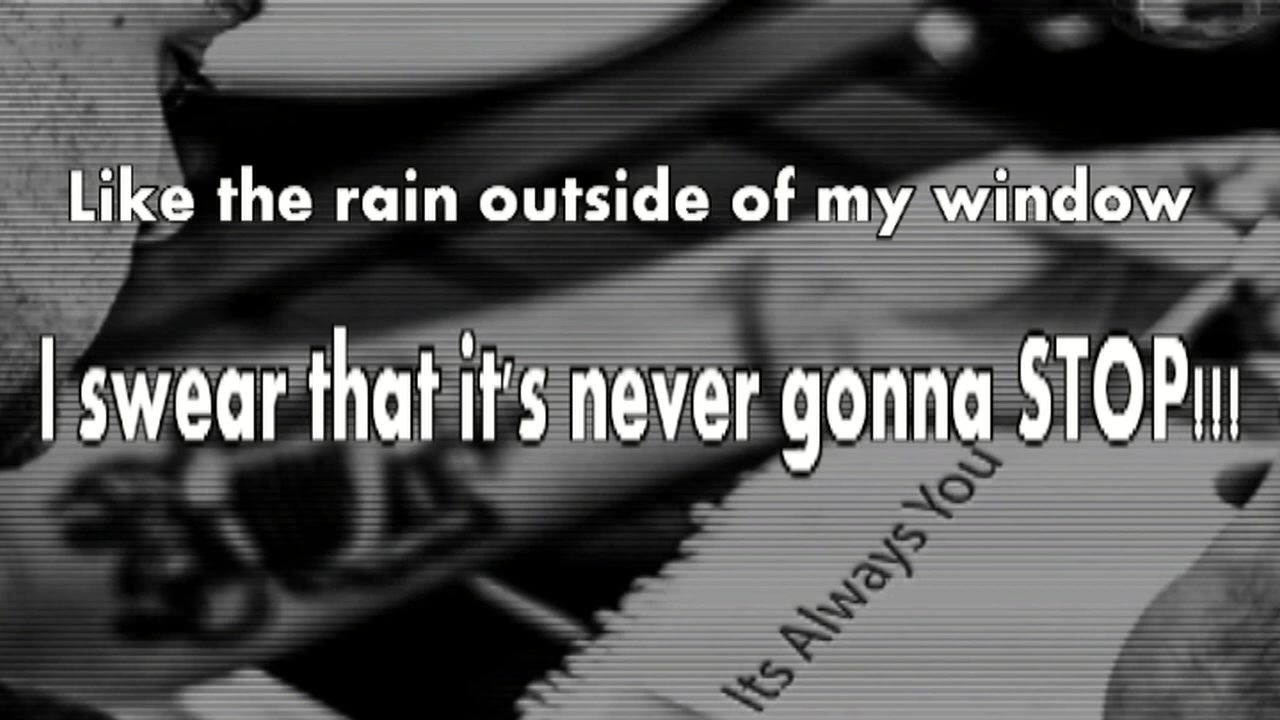 Like the rain outside of my window
I swear that it's never gonna STOP!!!
Its Always You